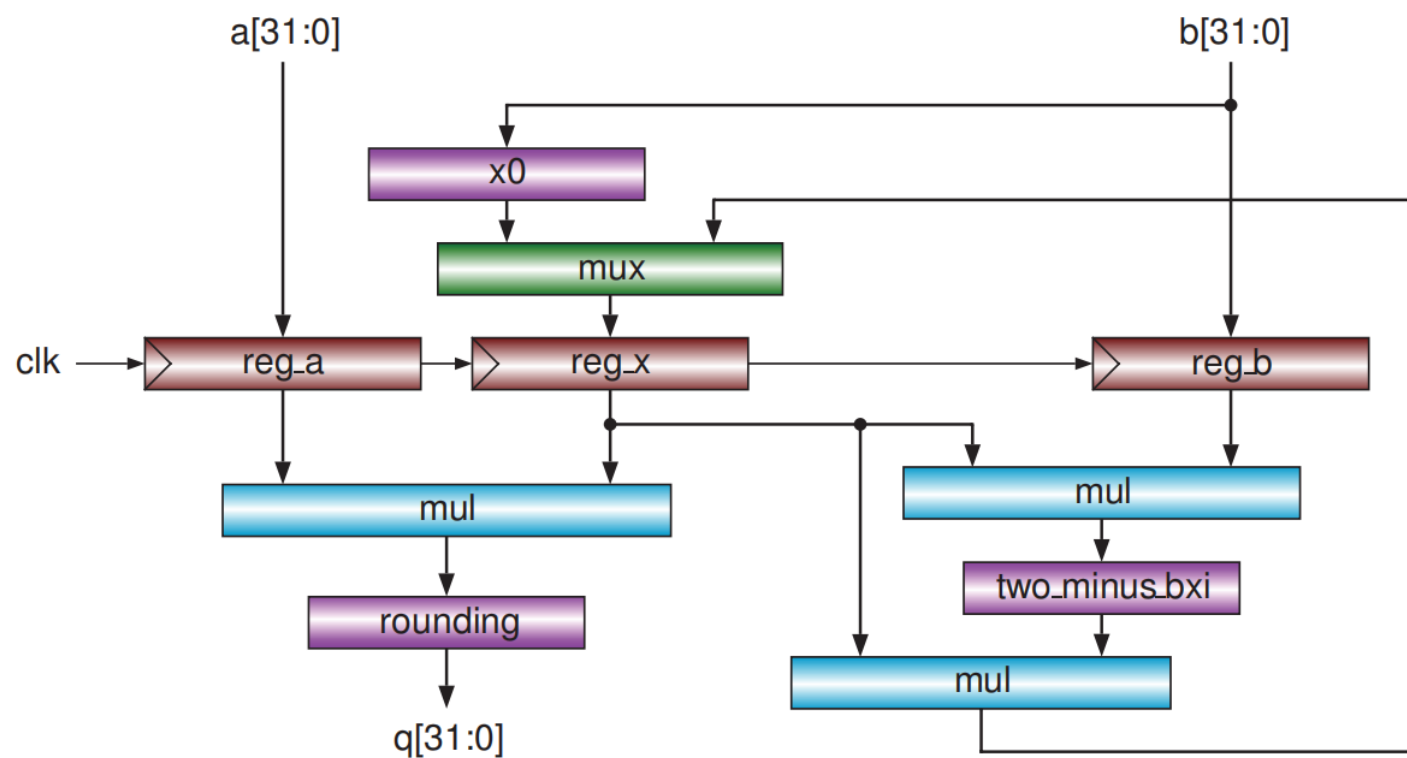 a[31:0]
b[31:0]
x0
mux
clk
reg_a
reg_x
reg_b
mul
mul
two_minus_bxi
rounding
mul
q[31:0]